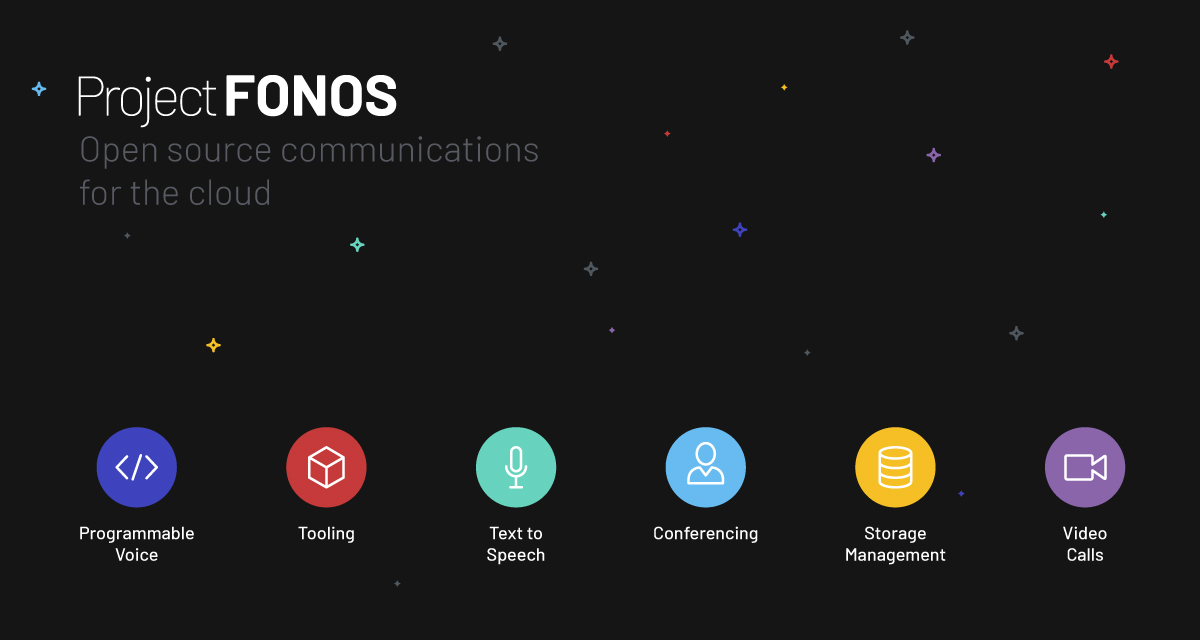 Project FONOS
Open source communications
for the cloud
Programmable
Voice
Tooling
Text to
Speech
Conferencing
Storage
Management
Video
Calls